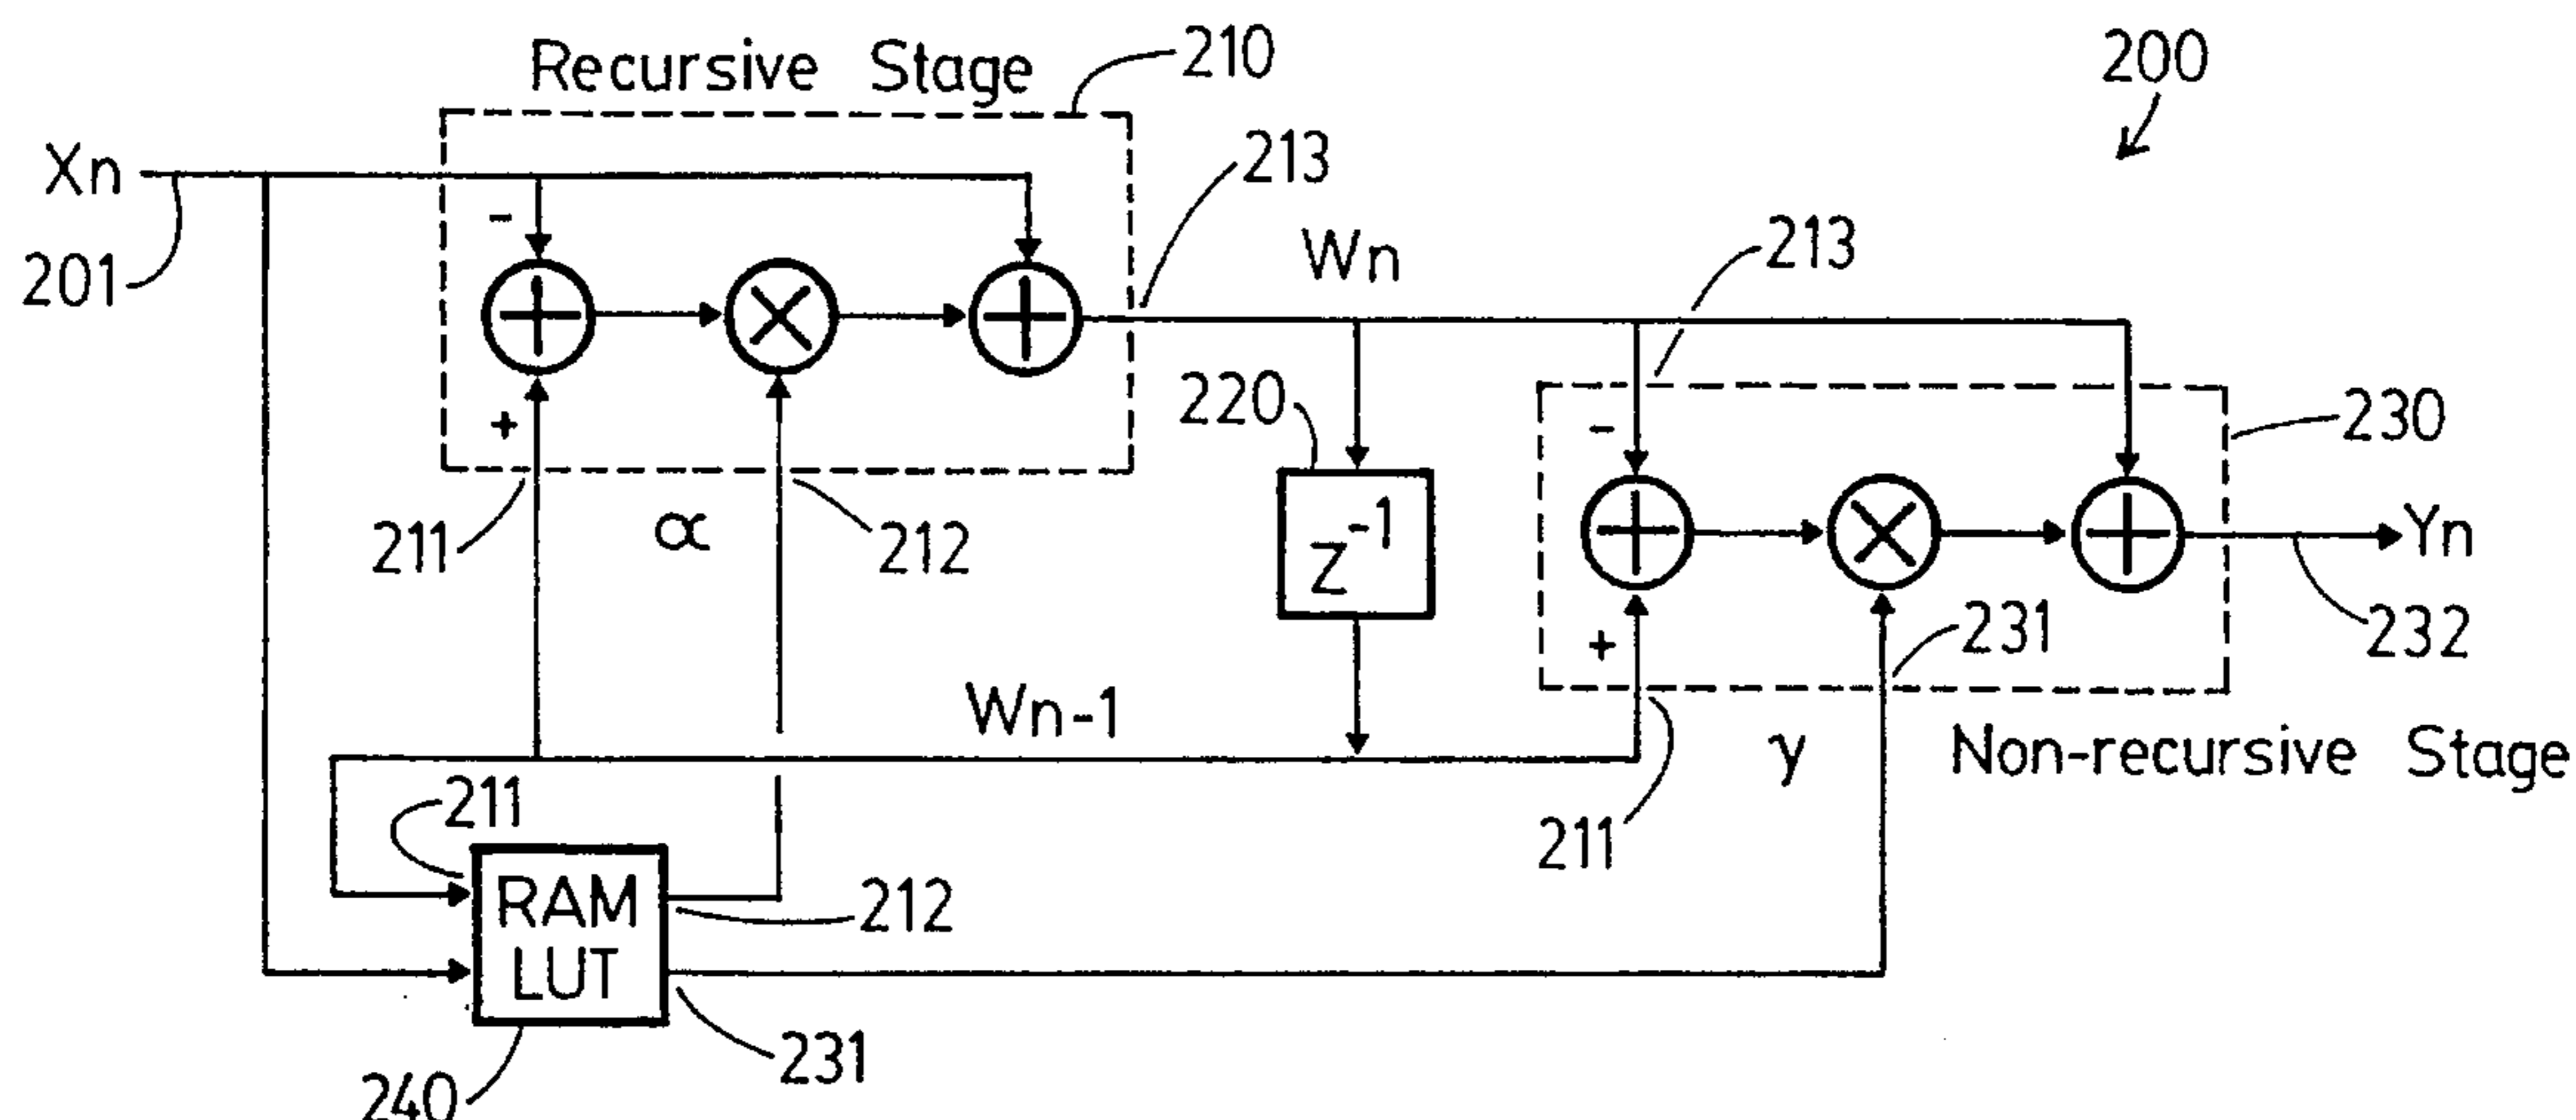 Recursive Stage
210
200
Xn
-
213
201
Wn
213
+
220
-
230
211
α
212
Z-1
Yn
+
231
232
Wn-1
γ
Non-recursive Stage
211
211
RAM
LUT
212
231
240